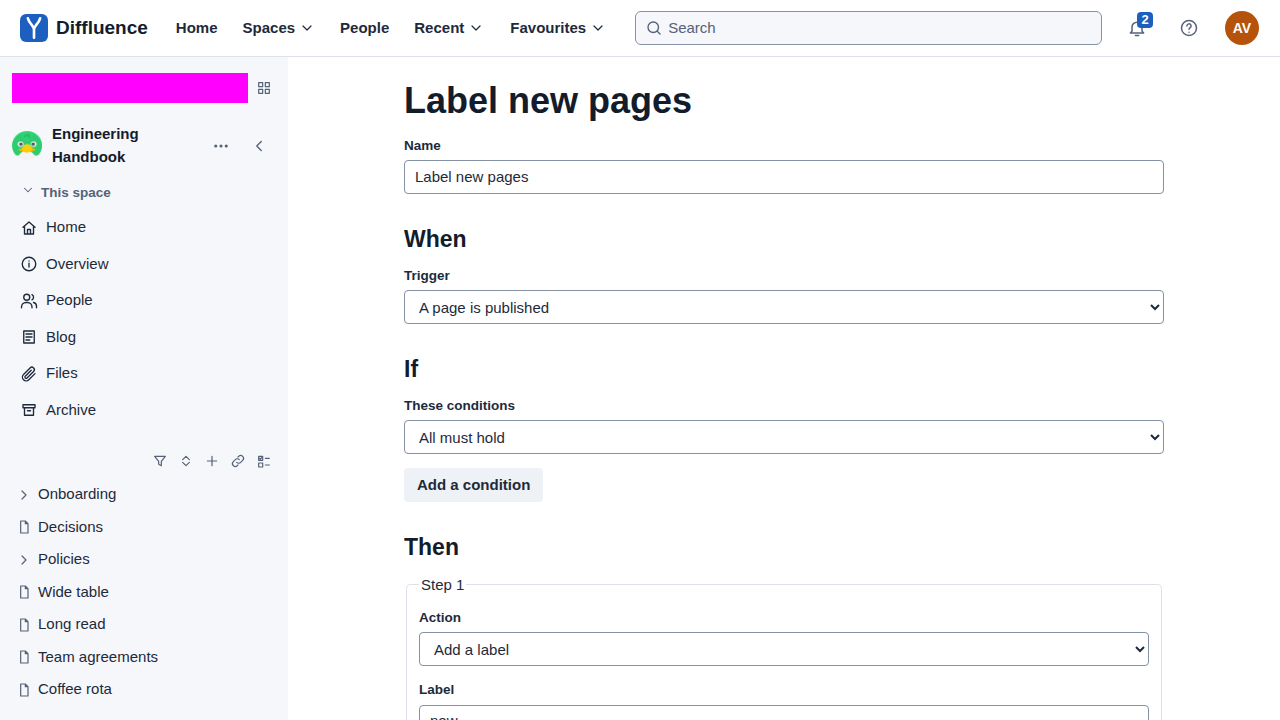 Diffluence
Home
Spaces
People
Recent
Favourites
Search
2
AV
Engineering
Handbook
This space
Home
Overview
People
Blog
Files
Archive
Onboarding
Decisions
Policies
Wide table
Long read
Team agreements
Coffee rota
Label new pages
Name
Label new pages
When
Trigger
A page is published
If
These conditions
All must hold
Add a condition
Then
Step 1
Action
Add a label
Label
new